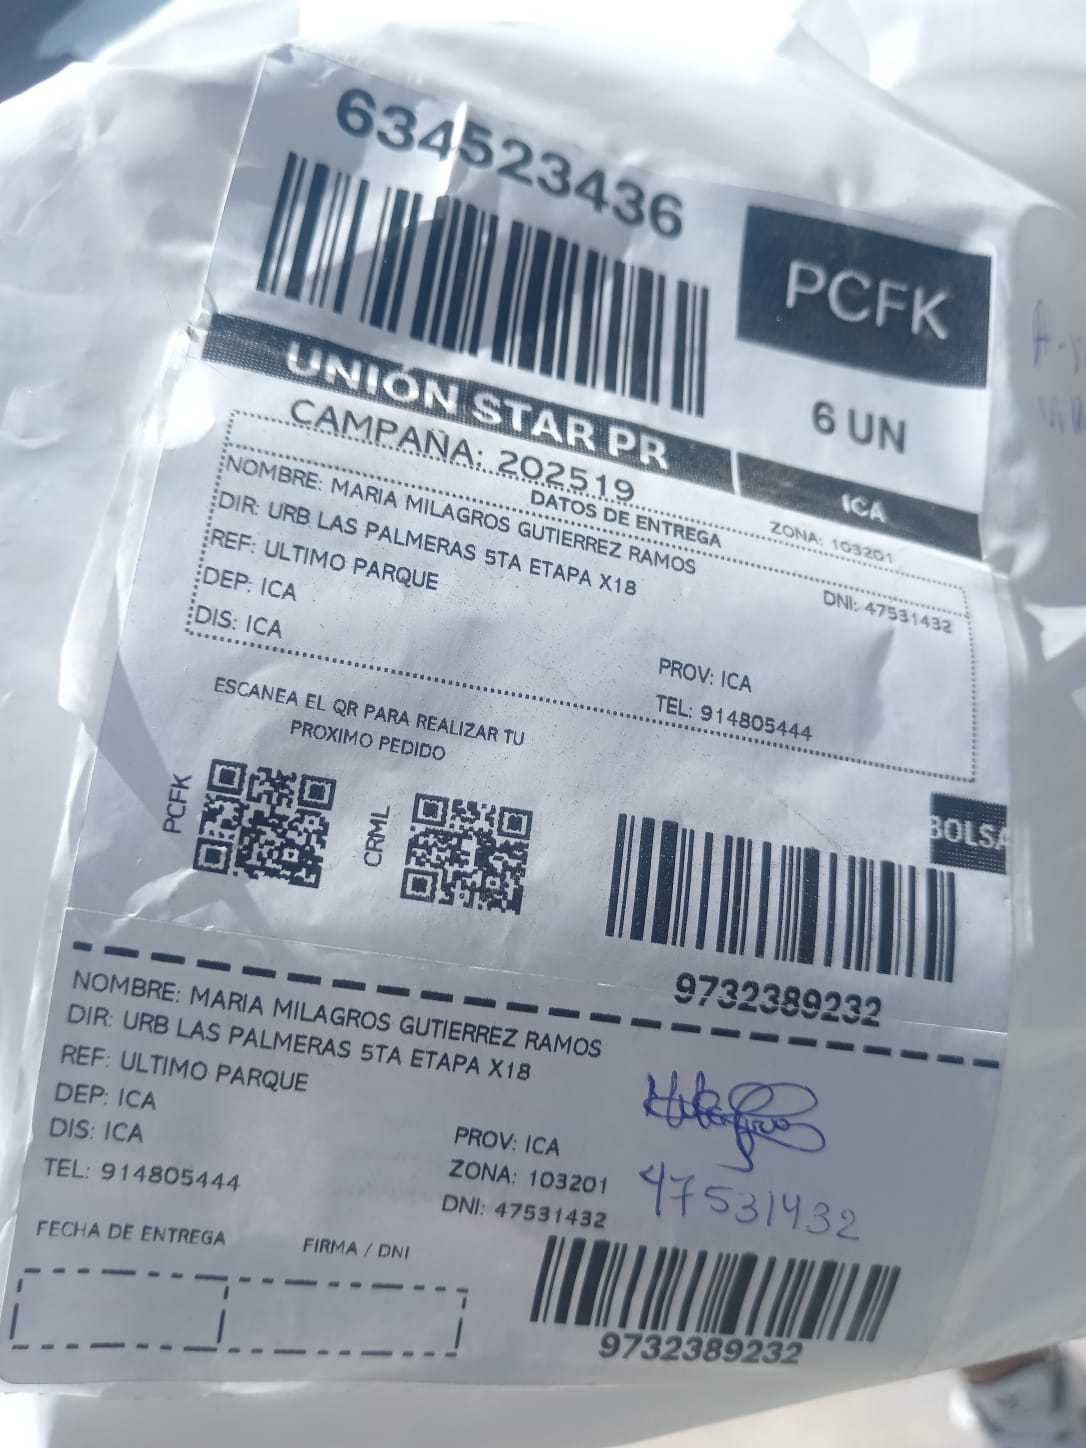 634523436
PCFK
6 UN
UNIÓN STAR PR
ICA
CAMPAÑA: 202519
ZONA: 103201
DATOS DE ENTREGA
NOMBRE: MARIA MILAGROS GUTIERREZ RAMOS
DNI: 47531432
DIR: URB LAS PALMERAS 5TA ETAPA X18
REF: ULTIMO PARQUE
DEP: ICA
PROV: ICA
DIS: ICA
TEL: 914805444
ESCANEA EL QR PARA REALIZAR TU
PROXIMO PEDIDO
PCFK
CRML
BOLSA
9732389232
NOMBRE: MARIA MILAGROS GUTIERREZ RAMOS
DIR: URB LAS PALMERAS 5TA ETAPA X18
REF: ULTIMO PARQUE
DEP: ICA
DIS: ICA
PROV: ICA
TEL: 914805444
ZONA: 103201
DNI: 47531432
Milagros
47531432
FECHA DE ENTREGA
FIRMA / DNI
9732389232